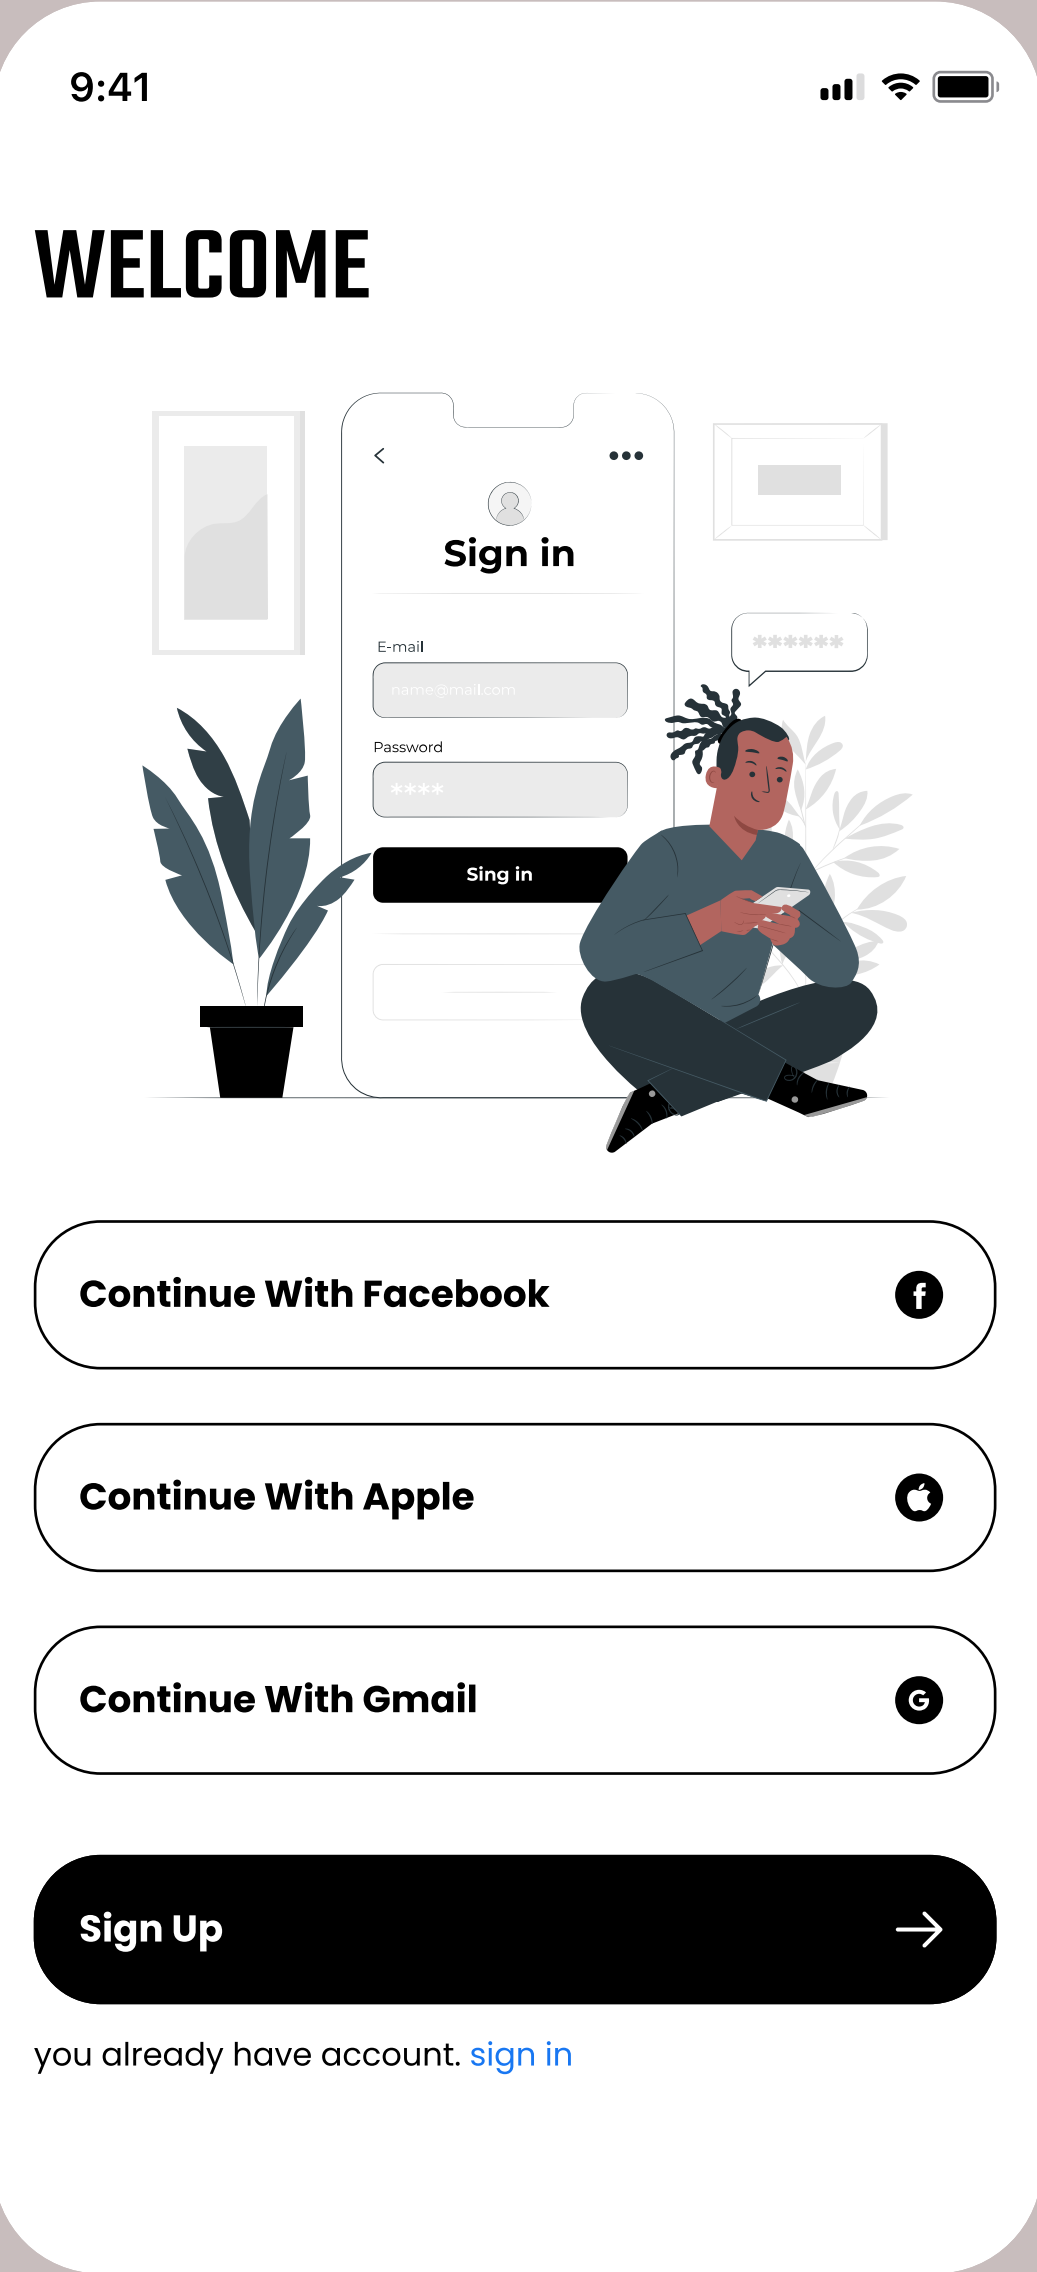 9:41
WELCOME
Sign in
E-mail
name@mail.com
Password
****
******
Sing in
Continue With Facebook
Continue With Apple
Continue With Gmail
Sign Up
you already have account. sign in